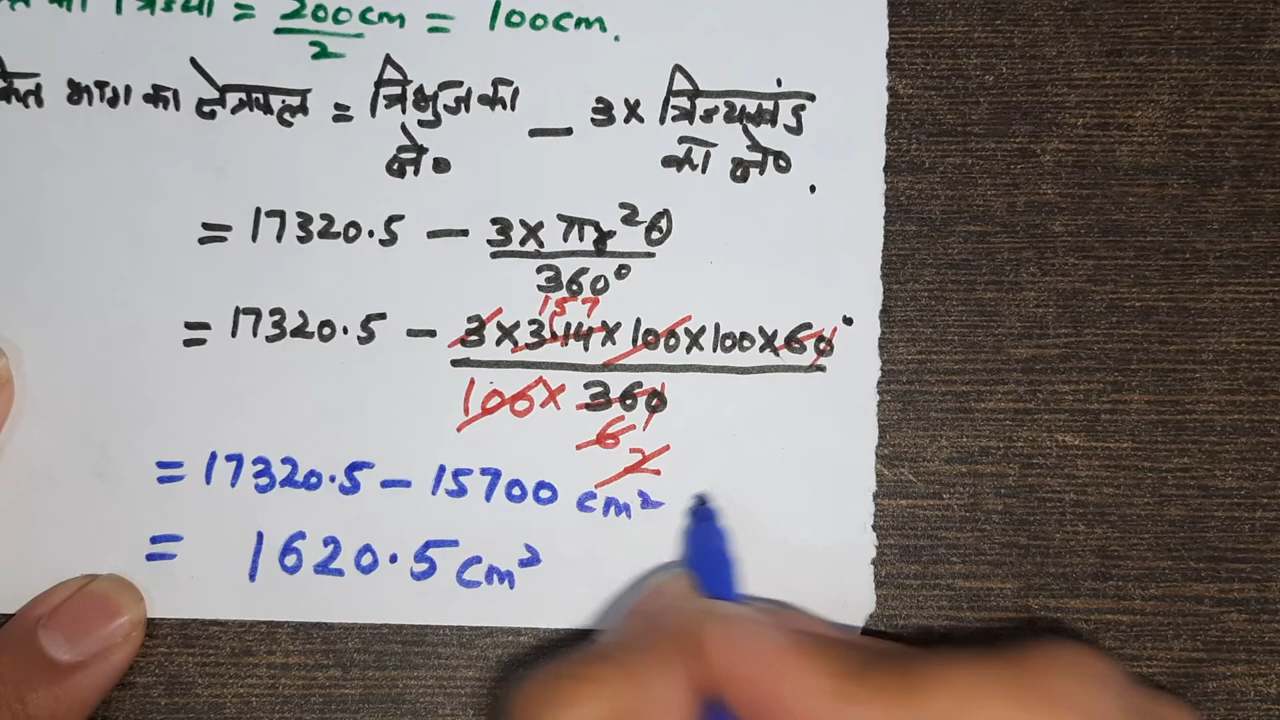 त्रिज्या = 200cm/2 = 100cm.
भाग का क्षेत्रफल = त्रिभुज का क्षे० - 3 x त्रिज्यखंड का क्षे०.
= 17320.5 - 3 x πr²θ/360°
157
= 17320.5 - 3 x 3.14 x 100 x 100 x 60°/100 x 360
6
2
= 17320.5 - 15700 cm²
= 1620.5 cm²